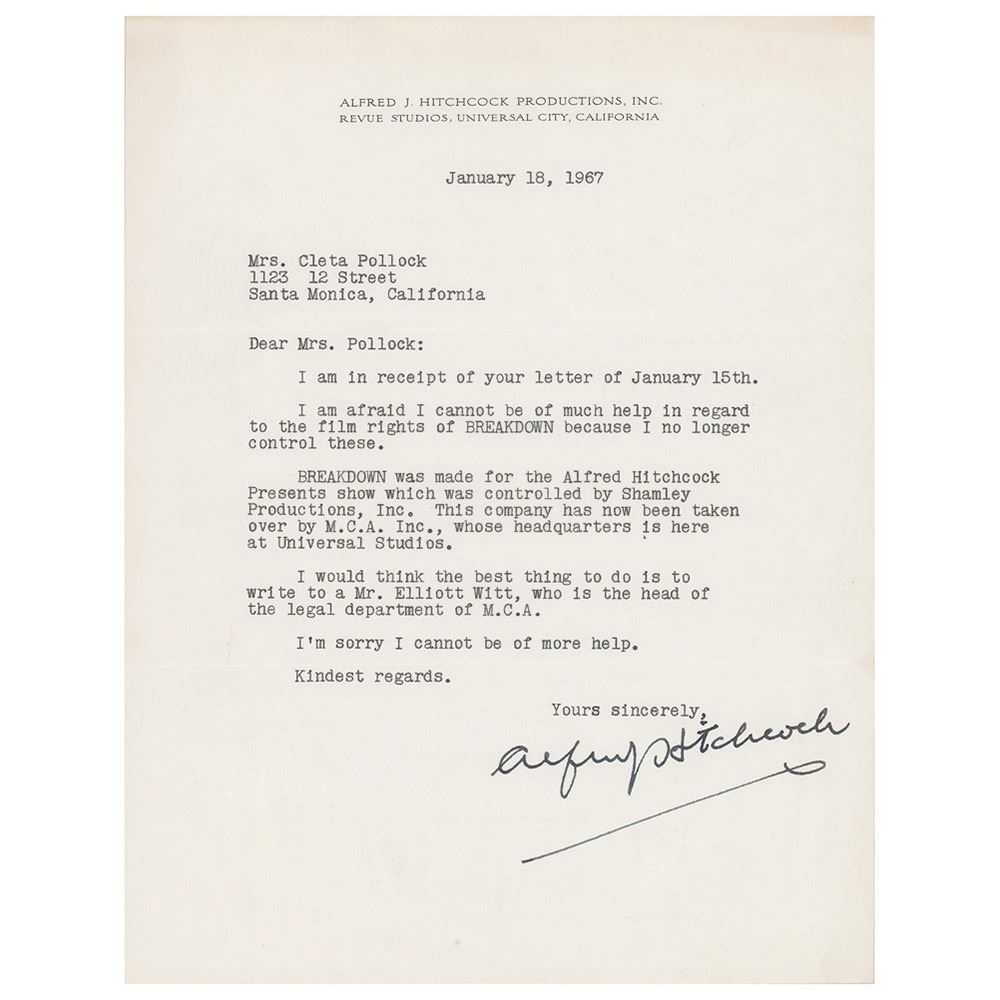 ALFRED J. HITCHCOCK PRODUCTIONS, INC.
REVUE STUDIOS, UNIVERSAL CITY, CALIFORNIA
January 18, 1967
Mrs. Cleta Pollock
1123 12 Street
Santa Monica, California
Dear Mrs. Pollock:
I am in receipt of your letter of January 15th.
I am afraid I cannot be of much help in regard
to the film rights of BREAKDOWN because I no longer
control these.
BREAKDOWN was made for the Alfred Hitchcock
Presents show which was controlled by Shamley
Productions, Inc. This company has now been taken
over by M.C.A. Inc., whose headquarters is here
at Universal Studios.
I would think the best thing to do is to
write to a Mr. Elliott Witt, who is the head of
the legal department of M.C.A.
I'm sorry I cannot be of more help.
Kindest regards.
Yours sincerely,
Alfred Hitchcock